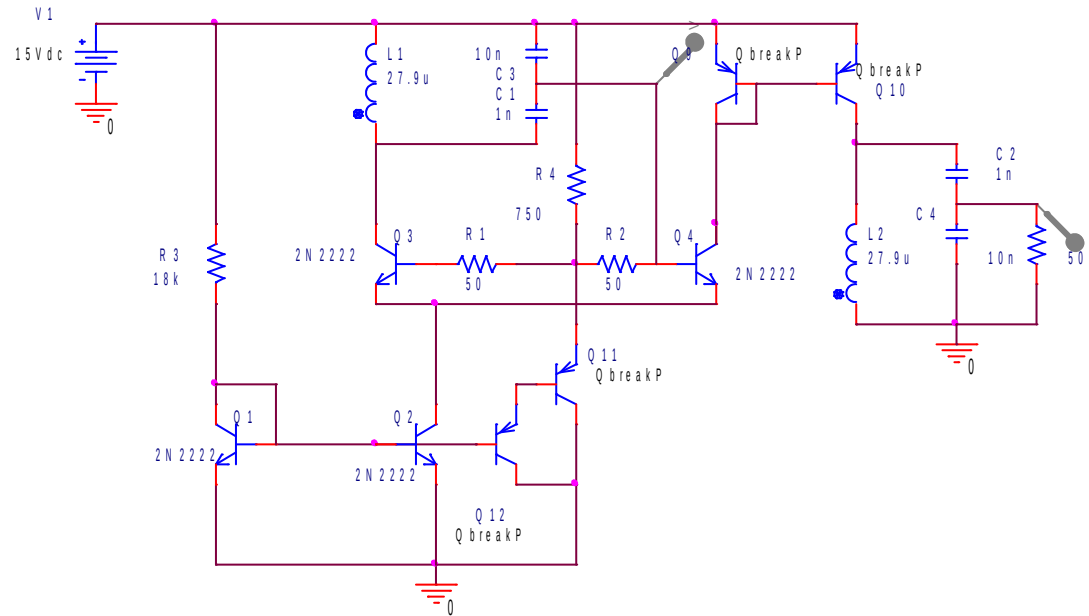 V1
15Vdc
0
L1
27.9u
10n
C3
C1
1n
Q9
QbreakP
QbreakP
Q10
R4
750
C2
1n
C4
10n
50
L2
27.9u
0
R3
18k
Q3
2N2222
R1
50
R2
50
Q4
2N2222
Q11
QbreakP
Q1
2N2222
Q2
2N2222
Q12
QbreakP
0